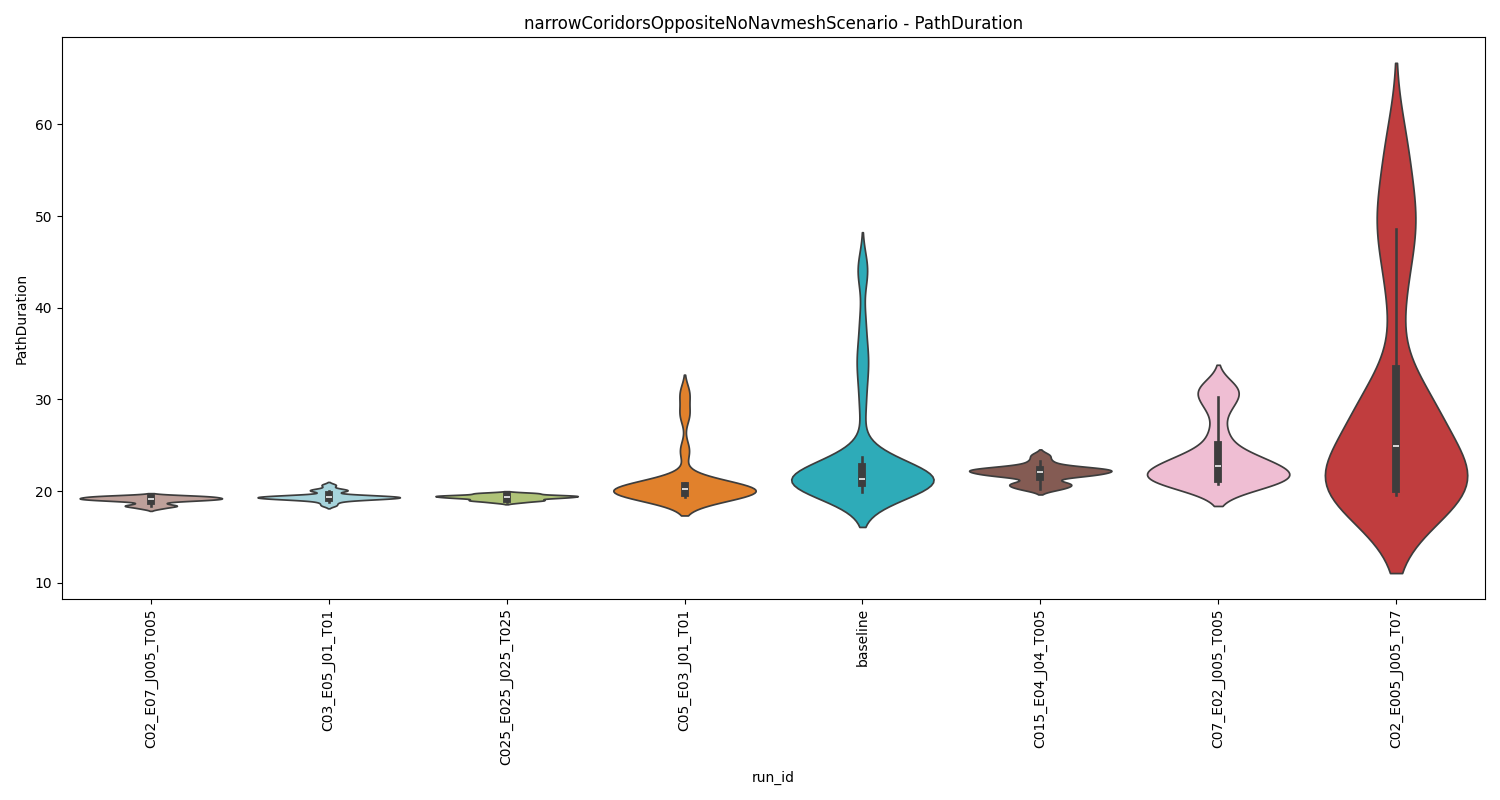 narrowCoridorsOppositeNoNavmeshScenario - PathDuration
PathDuration
60
50
40
30
20
10
C02_E07_J005_T005
C03_E05_J01_T01
C025_E025_J025_T025
C05_E03_J01_T01
baseline
C015_E04_J04_T005
C07_E02_J005_T005
C02_E005_J005_T07
run_id